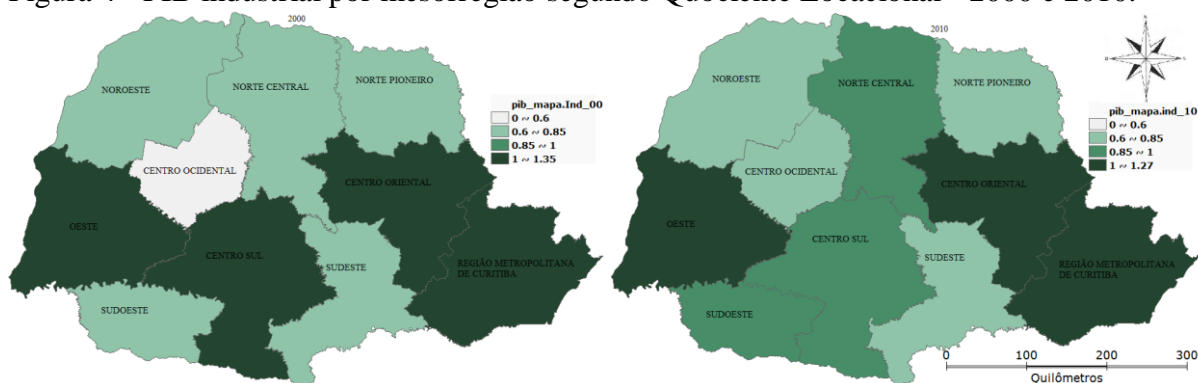 Figura 4 - PIB Industrial por mesorregião segundo Quociente Locacional - 2000 e 2010.
2000
NOROESTE
NORTE CENTRAL
NORTE PIONEIRO
pib_mapa.Ind_00
0 ~ 0.6
0.6 ~ 0.85
0.85 ~ 1
1 ~ 1.35
CENTRO OCIDENTAL
CENTRO ORIENTAL
OESTE
CENTRO SUL
SUDESTE
REGIÃO METROPOLITANA
DE CURITIBA
SUDOESTE
2010
NOROESTE
NORTE CENTRAL
NORTE PIONEIRO
pib_mapa.ind_10
0 ~ 0.6
0.6 ~ 0.85
0.85 ~ 1
1 ~ 1.27
CENTRO OCIDENTAL
CENTRO ORIENTAL
OESTE
CENTRO SUL
SUDESTE
REGIÃO METROPOLITANA
DE CURITIBA
SUDOESTE
0 100 200 300
Quilômetros